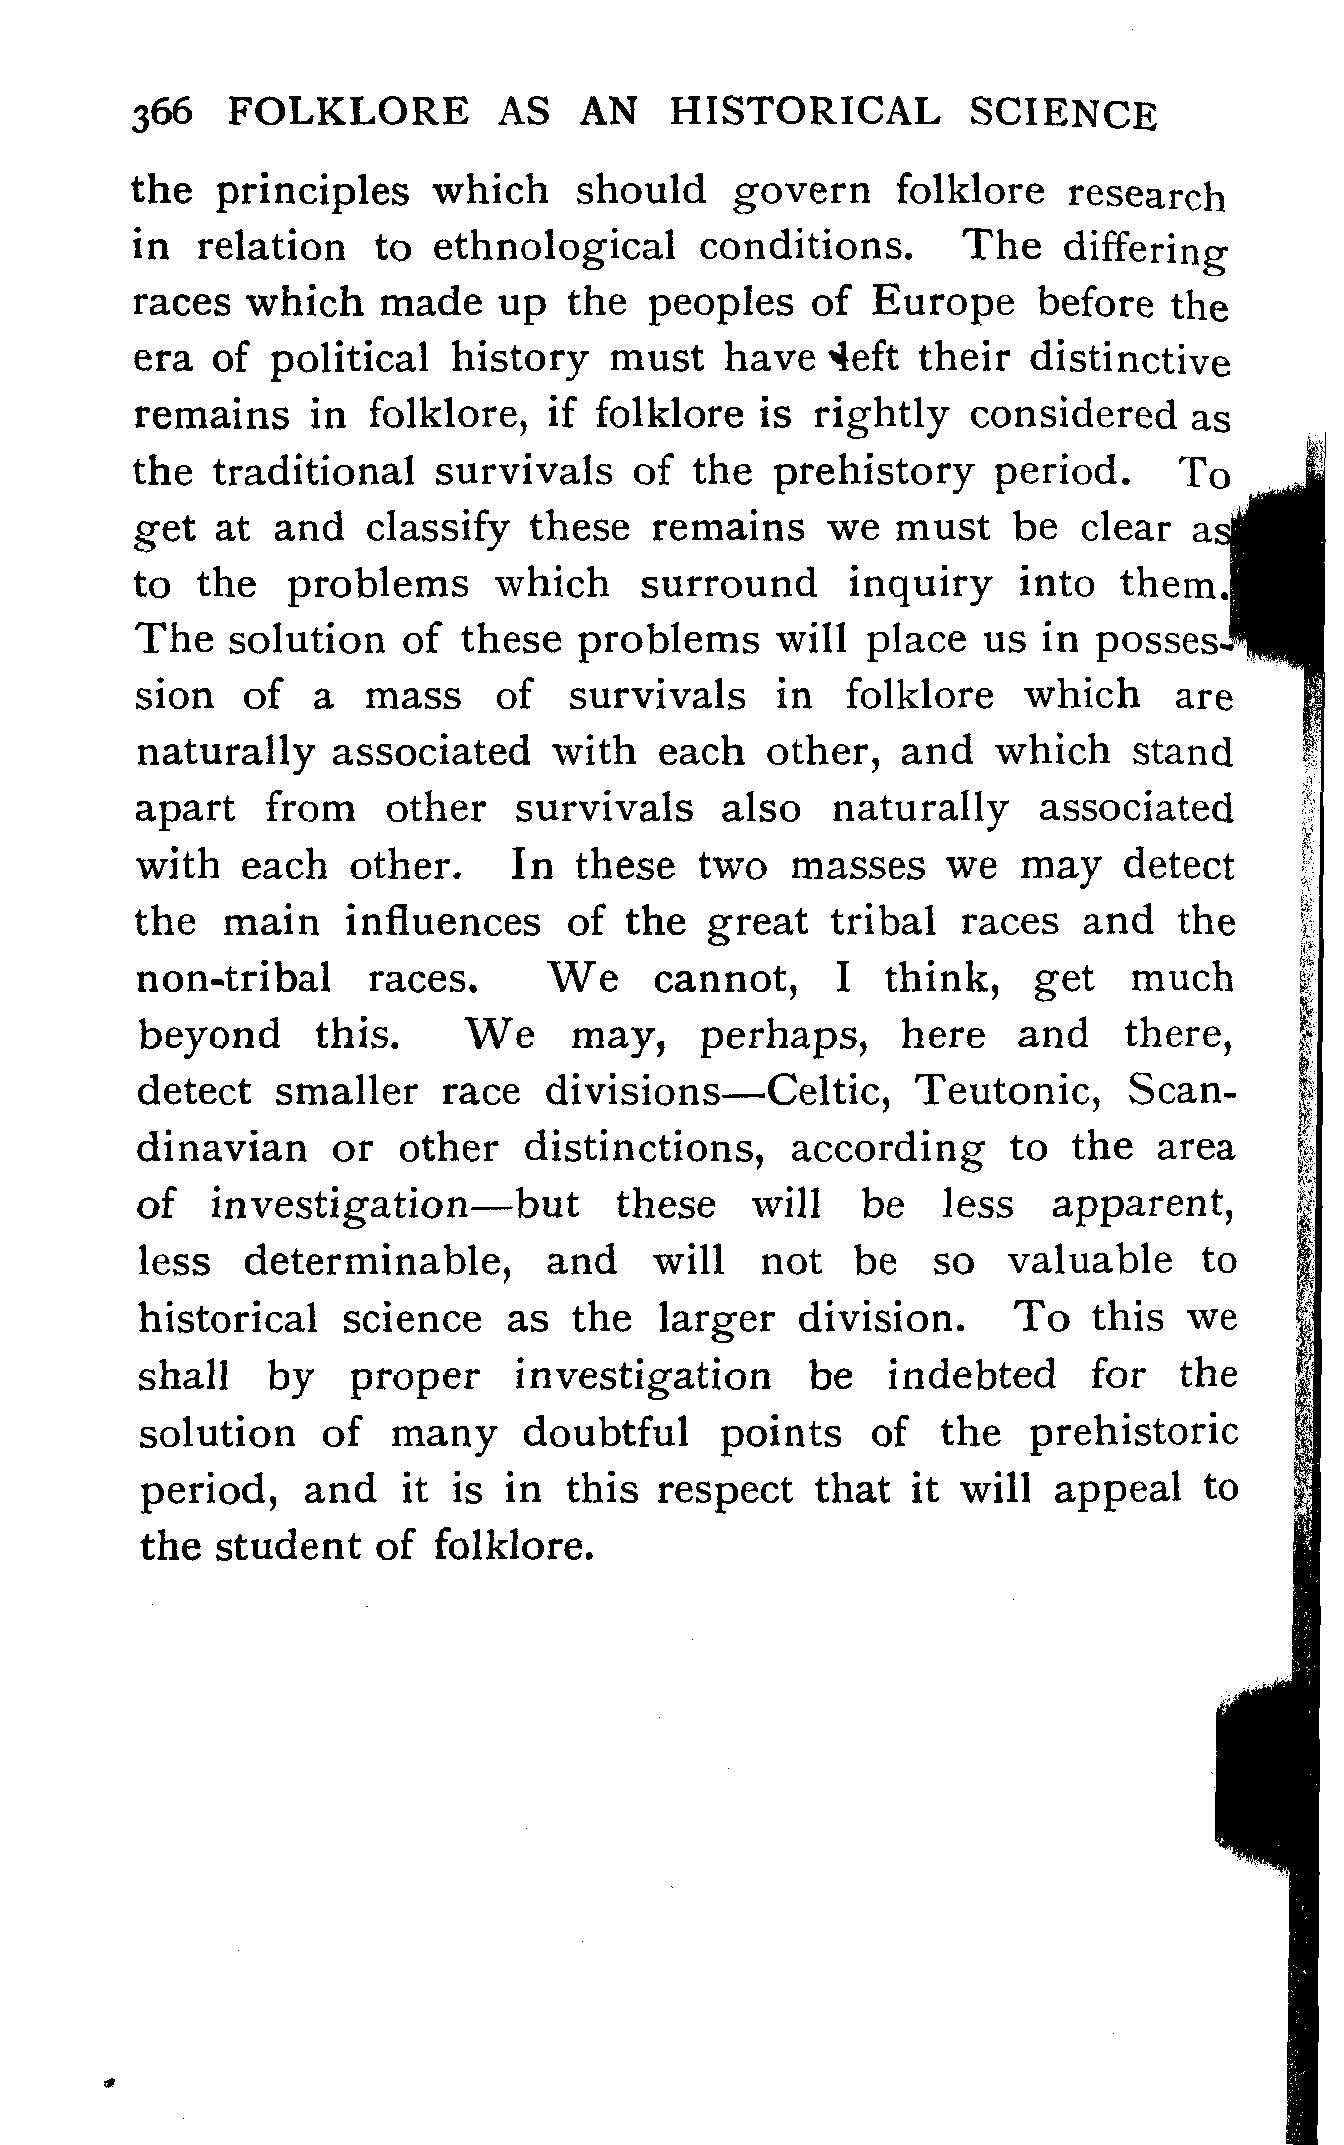 366 FOLKLORE AS AN HISTORICAL SCIENCE
the principles which should govern folklore research
in relation to ethnological conditions. The differing
races which made up the peoples of Europe before the
era of political history must have left their distinctive
remains in folklore, if folklore is rightly considered as
the traditional survivals of the prehistory period. To
get at and classify these remains we must be clear as
to the problems which surround inquiry into them.
The solution of these problems will place us in posses-
sion of a mass of survivals in folklore which are
naturally associated with each other, and which stand
apart from other survivals also naturally associated
with each other. In these two masses we may detect
the main influences of the great tribal races and the
non-tribal races. We cannot, I think, get much
beyond this. We may, perhaps, here and there,
detect smaller race divisions—Celtic, Teutonic, Scan-
dinavian or other distinctions, according to the area
of investigation—but these will be less apparent,
less determinable, and will not be so valuable to
historical science as the larger division. To this we
shall by proper investigation be indebted for the
solution of many doubtful points of the prehistoric
period, and it is in this respect that it will appeal to
the student of folklore.